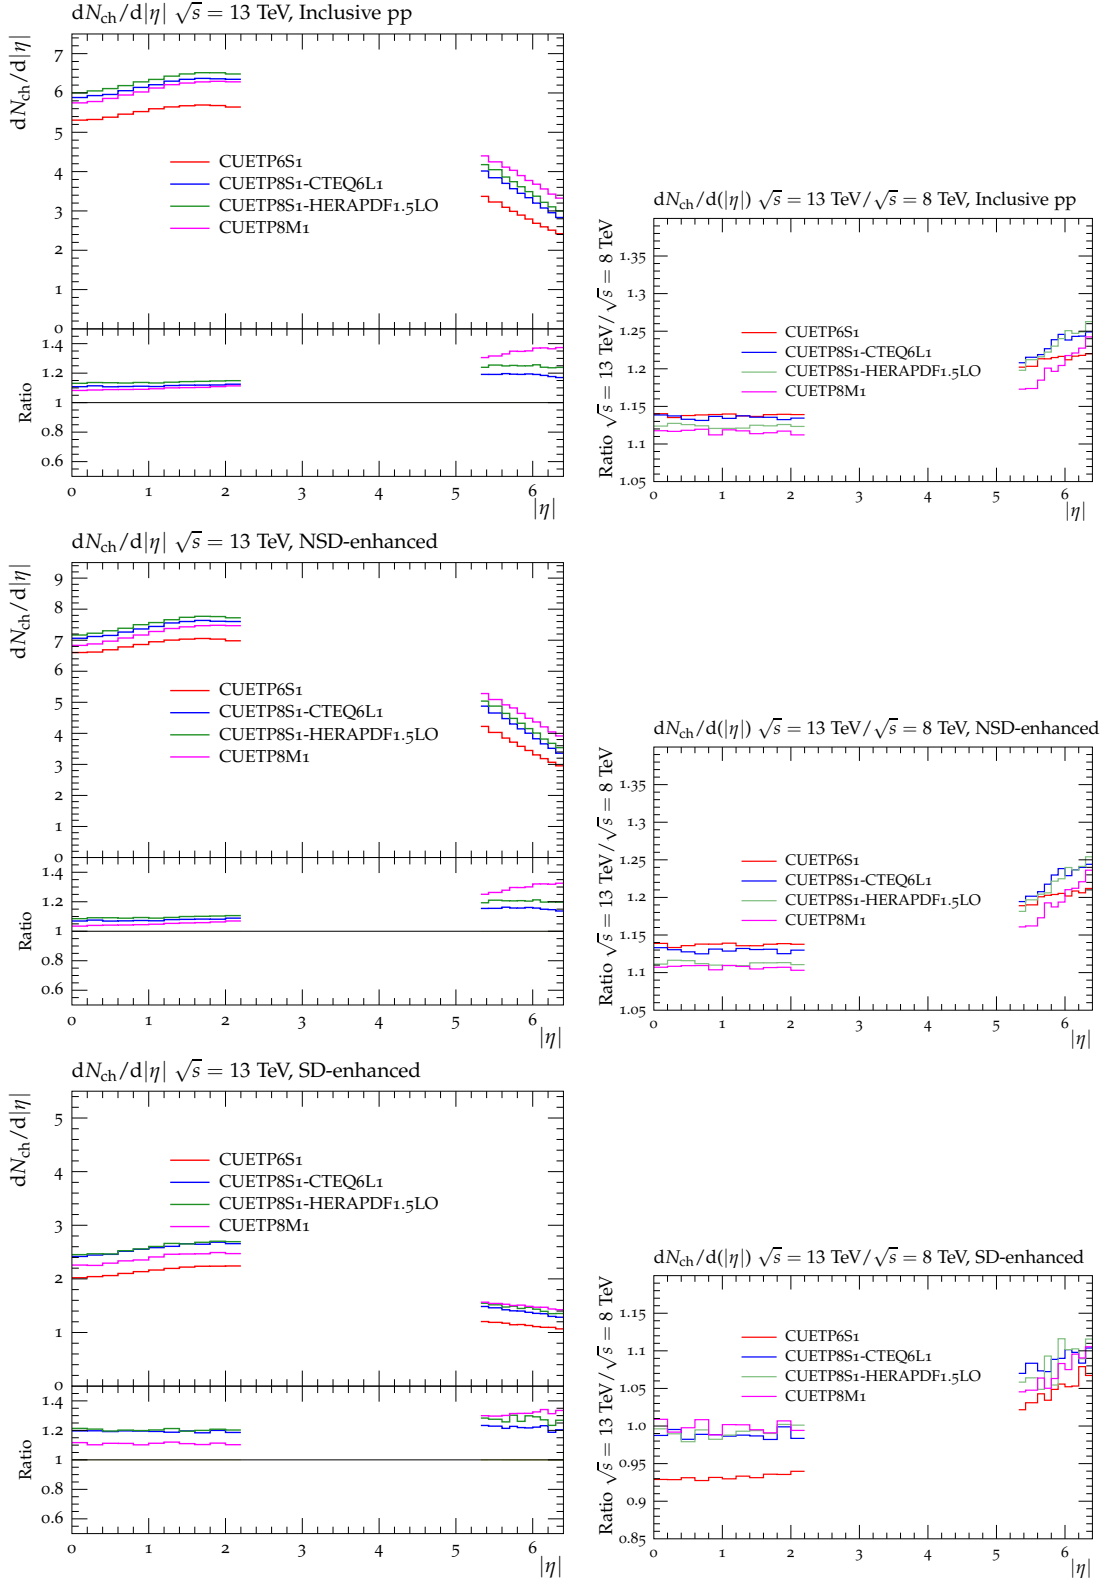 dN_ch/d|η| √s = 13 TeV, Inclusive pp
dN_ch/d|η|
7
6
5
4
3
2
1
0
CUETP6S1
CUETP8S1-CTEQ6L1
CUETP8S1-HERAPDF1.5LO
CUETP8M1
Ratio
1.4
1.2
1
0.8
0.6
0 1 2 3 4 5 6
|η|
dN_ch/d(|η|) √s = 13 TeV/√s = 8 TeV, Inclusive pp
Ratio √s = 13 TeV/√s = 8 TeV
1.35
1.3
1.25
1.2
1.15
1.1
1.05
CUETP6S1
CUETP8S1-CTEQ6L1
CUETP8S1-HERAPDF1.5LO
CUETP8M1
0 1 2 3 4 5 6
|η|
dN_ch/d|η| √s = 13 TeV, NSD-enhanced
dN_ch/d|η|
9
8
7
6
5
4
3
2
1
0
CUETP6S1
CUETP8S1-CTEQ6L1
CUETP8S1-HERAPDF1.5LO
CUETP8M1
Ratio
1.4
1.2
1
0.8
0.6
0 1 2 3 4 5 6
|η|
dN_ch/d(|η|) √s = 13 TeV/√s = 8 TeV, NSD-enhanced
Ratio √s = 13 TeV/√s = 8 TeV
1.35
1.3
1.25
1.2
1.15
1.1
1.05
CUETP6S1
CUETP8S1-CTEQ6L1
CUETP8S1-HERAPDF1.5LO
CUETP8M1
0 1 2 3 4 5 6
|η|
dN_ch/d|η| √s = 13 TeV, SD-enhanced
dN_ch/d|η|
5
4
3
2
1
0
CUETP6S1
CUETP8S1-CTEQ6L1
CUETP8S1-HERAPDF1.5LO
CUETP8M1
Ratio
1.4
1.2
1
0.8
0.6
0 1 2 3 4 5 6
|η|
dN_ch/d(|η|) √s = 13 TeV/√s = 8 TeV, SD-enhanced
Ratio √s = 13 TeV/√s = 8 TeV
1.15
1.1
1.05
1.0
0.95
0.9
0.85
CUETP6S1
CUETP8S1-CTEQ6L1
CUETP8S1-HERAPDF1.5LO
CUETP8M1
0 1 2 3 4 5 6
|η|